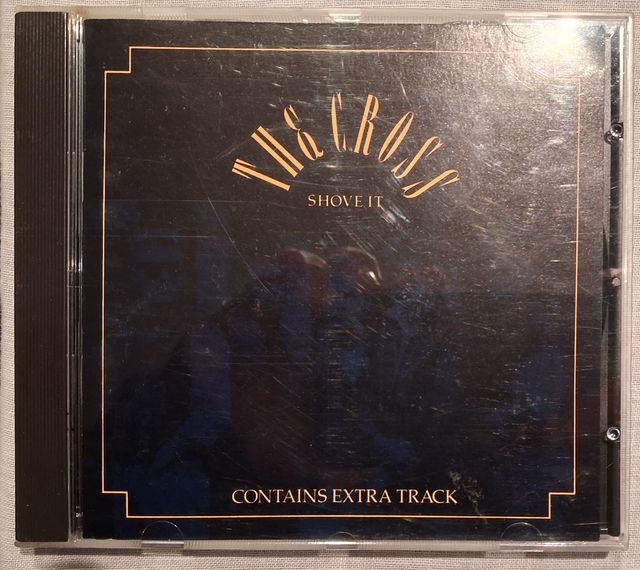 THE CROSS
SHOVE IT
CONTAINS EXTRA TRACK